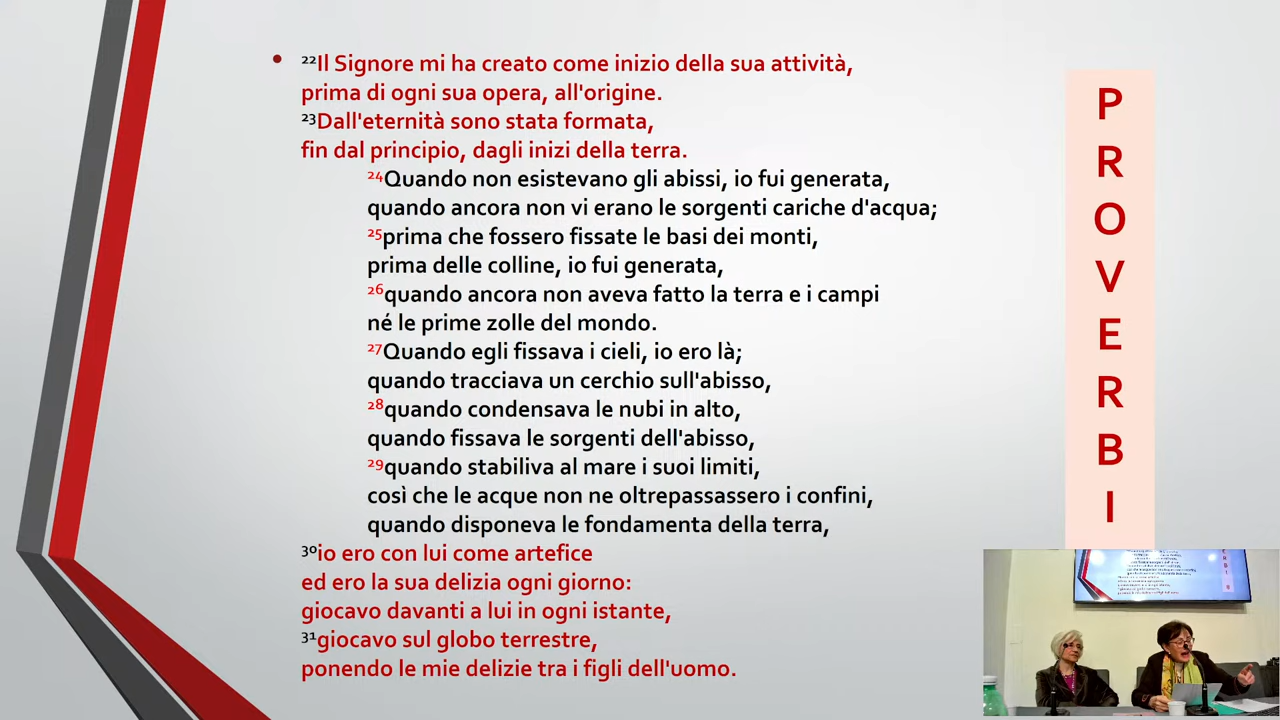 ²²Il Signore mi ha creato come inizio della sua attività,
prima di ogni sua opera, all'origine.
²³Dall'eternità sono stata formata,
fin dal principio, dagli inizi della terra.
²⁴Quando non esistevano gli abissi, io fui generata,
quando ancora non vi erano le sorgenti cariche d'acqua;
²⁵prima che fossero fissate le basi dei monti,
prima delle colline, io fui generata,
²⁶quando ancora non aveva fatto la terra e i campi
né le prime zolle del mondo.
²⁷Quando egli fissava i cieli, io ero là;
quando tracciava un cerchio sull'abisso,
²⁸quando condensava le nubi in alto,
quando fissava le sorgenti dell'abisso,
²⁹quando stabiliva al mare i suoi limiti,
così che le acque non ne oltrepassassero i confini,
quando disponeva le fondamenta della terra,
³⁰io ero con lui come artefice
ed ero la sua delizia ogni giorno:
giocavo davanti a lui in ogni istante,
³¹giocavo sul globo terrestre,
ponendo le mie delizie tra i figli dell'uomo.
PROVERBI